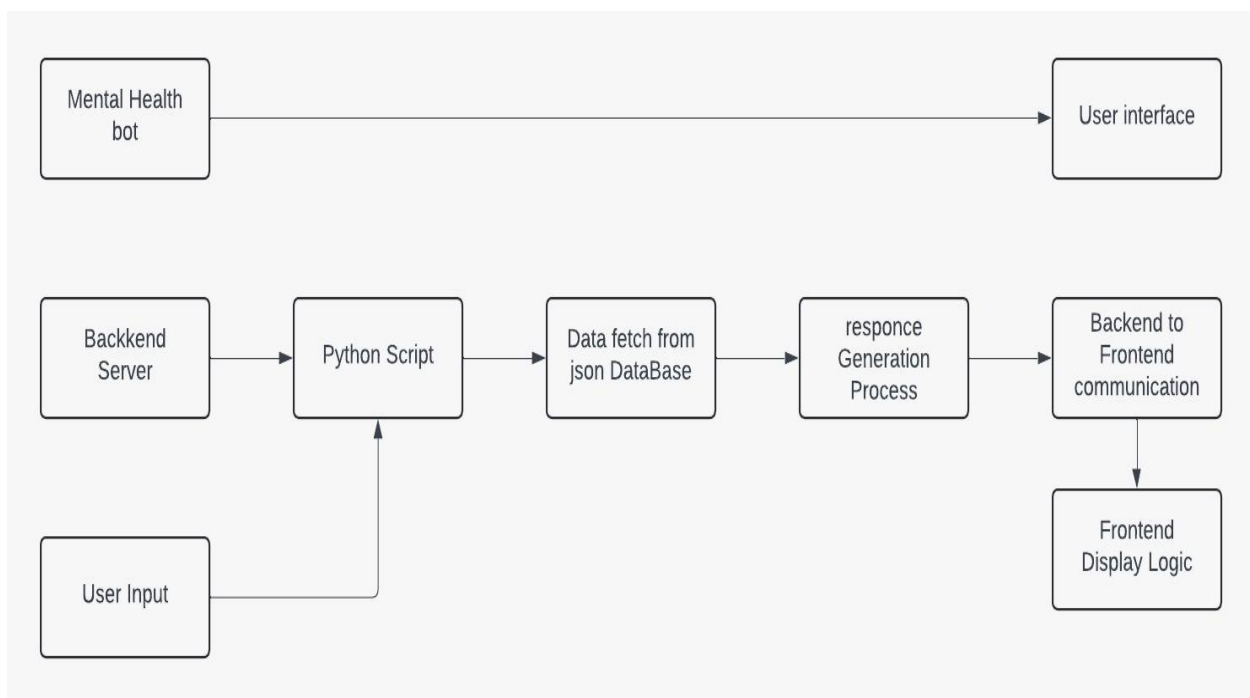 Mental Health
bot
User interface
Backkend
Server
Python Script
Data fetch from
json DataBase
responce
Generation
Process
Backend to
Frontend
communication
User Input
Frontend
Display Logic